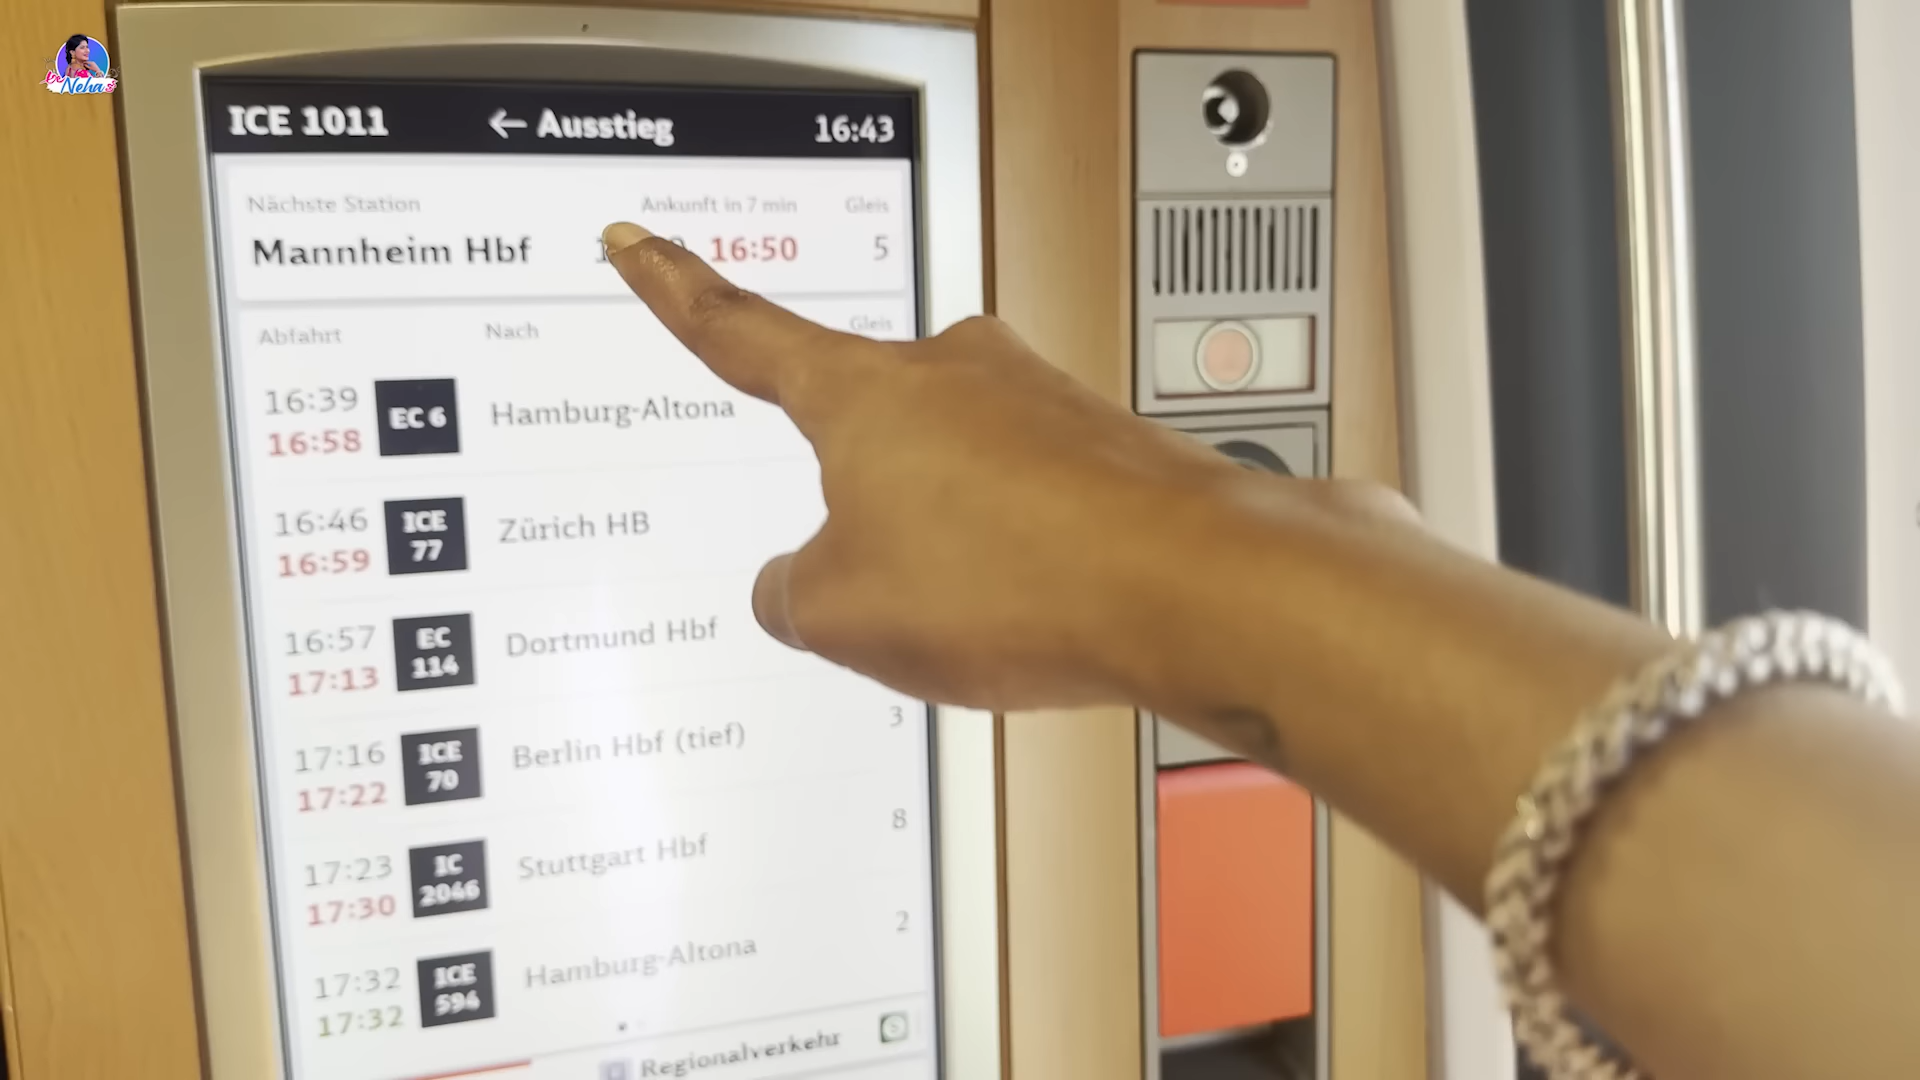 be
Neha's
ICE 1011 ← Ausstieg 16:43
Nächste Station Ankunft in 7 min Gleis
Mannheim Hbf 16:50 5
Abfahrt Nach Gleis
16:39 EC 6 Hamburg-Altona
16:58
16:46 ICE 77 Zürich HB
16:59
16:57 EC 114 Dortmund Hbf
17:13
17:16 ICE 70 Berlin Hbf (tief) 3
17:22
17:23 IC 2046 Stuttgart Hbf 8
17:30
17:32 ICE 594 Hamburg-Altona 2
17:32
Regionalverkehr